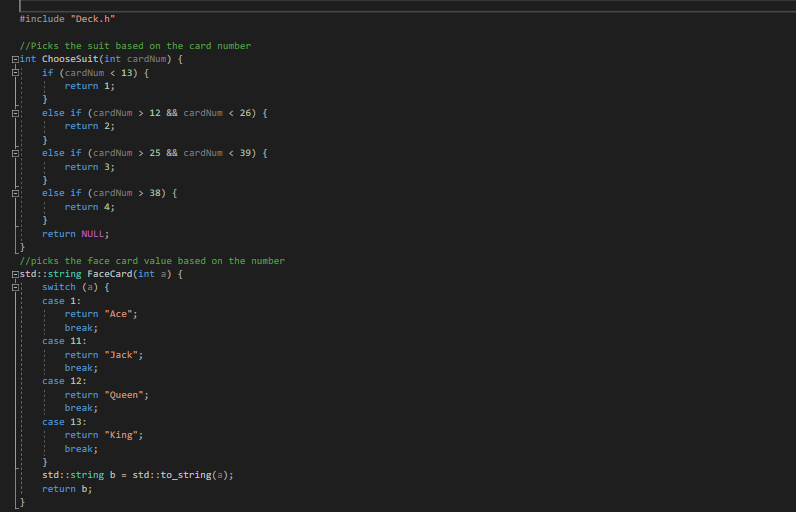 #include "Deck.h"
//Picks the suit based on the card number
int ChooseSuit(int cardNum) {
if (cardNum < 13) {
return 1;
}
else if (cardNum > 12 && cardNum < 26) {
return 2;
}
else if (cardNum > 25 && cardNum < 39) {
return 3;
}
else if (cardNum > 38) {
return 4;
}
return NULL;
}
//picks the face card value based on the number
std::string FaceCard(int a) {
switch (a) {
case 1:
return "Ace";
break;
case 11:
return "Jack";
break;
case 12:
return "Queen";
break;
case 13:
return "King";
break;
}
std::string b = std::to_string(a);
return b;
}